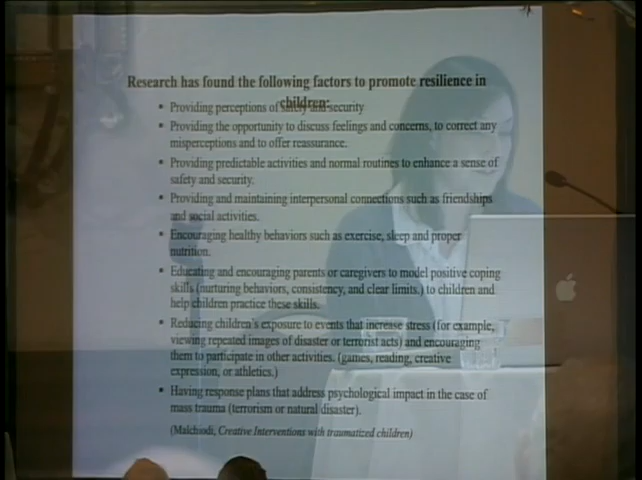 Research has found the following factors to promote resilience in
children:
• Providing perceptions of safety and security
• Providing the opportunity to discuss feelings and concerns, to correct any
misperceptions and to offer reassurance.
• Providing predictable activities and normal routines to enhance a sense of
safety and security.
• Providing and maintaining interpersonal connections such as friendships
and social activities.
• Encouraging healthy behaviors such as exercise, sleep and proper
nutrition.
• Educating and encouraging parents or caregivers to model positive coping
skills (nurturing behaviors, consistency, and clear limits.) to children and
help children practice these skills.
• Reducing children's exposure to events that increase stress (for example,
viewing repeated images of disaster or terrorist acts) and encouraging
them to participate in other activities. (games, reading, creative
expression, or athletics.)
• Having response plans that address psychological impact in the case of
mass trauma (terrorism or natural disaster).
(Malchiodi, Creative Interventions with traumatized children)